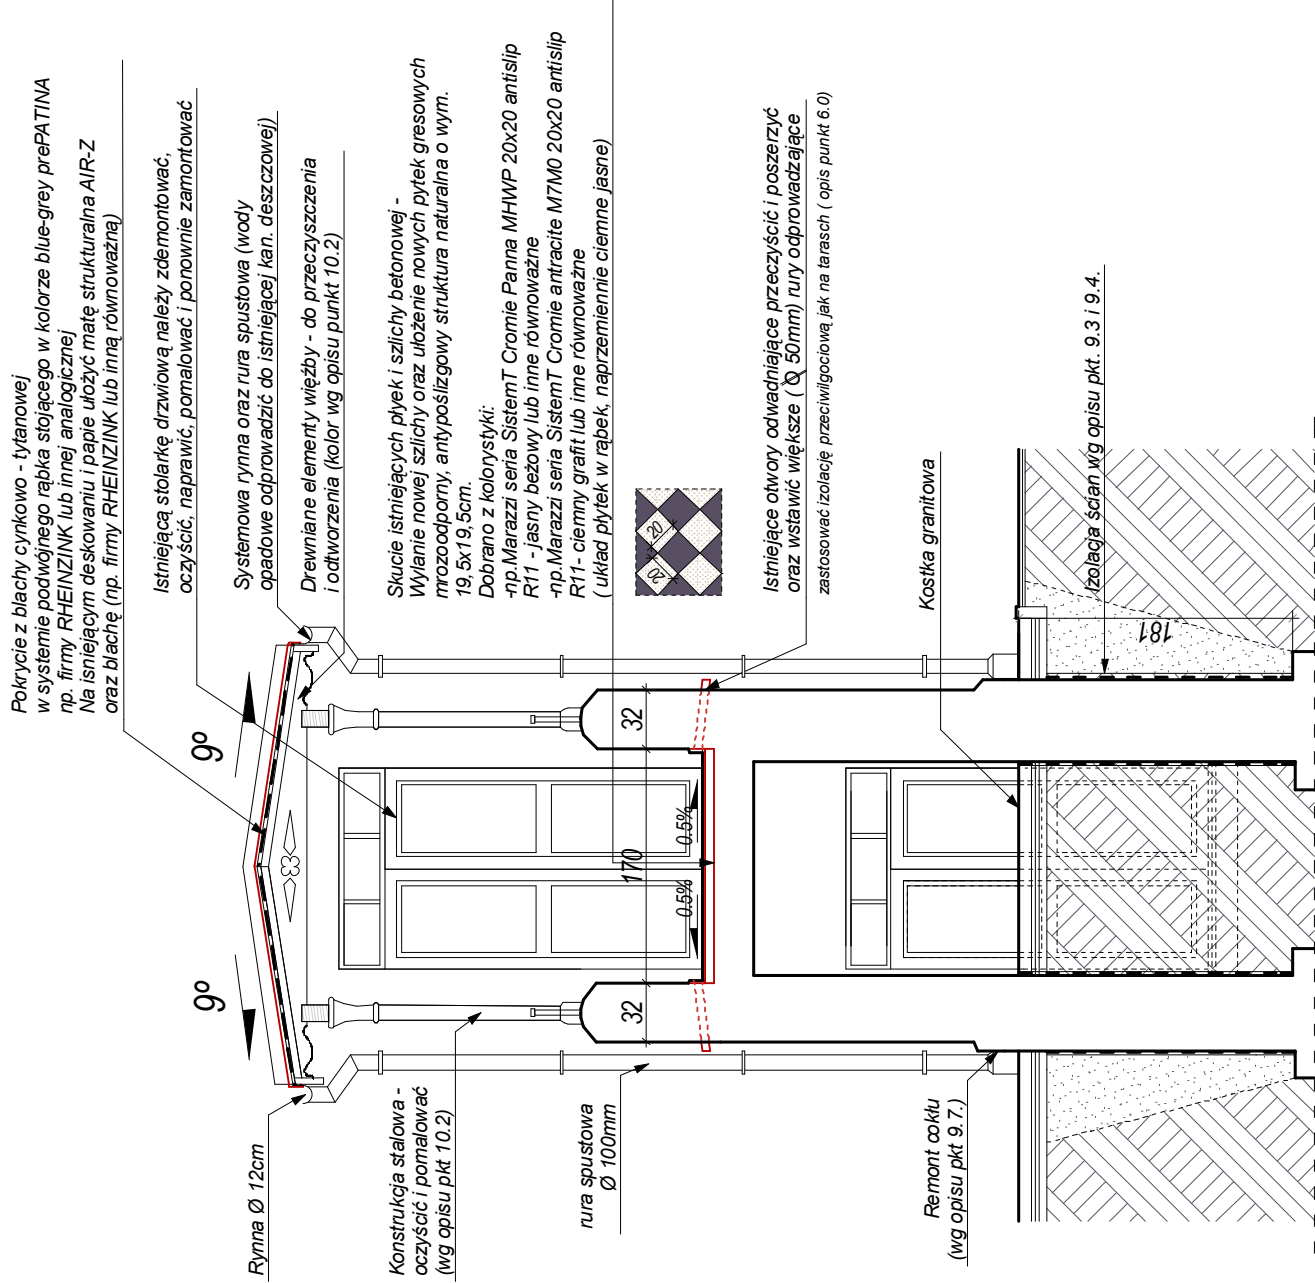 Pokrycie z blachy cynkowo - tytanowej
w systemie podwójnego rąbka stojącego w kolorze blue-grey prePATINA
np. firmy RHEINZINK lub innej analogicznej
Na isniejącym deskowaniu i papie ułożyć matę strukturalna AIR-Z
oraz blachę (np. firmy RHEINZINK lub inną równoważną)
Istniejącą stolarkę drzwiową należy zdemontować,
oczyścić, naprawić, pomalować i ponownie zamontować
Systemowa rynna oraz rura spustowa (wody
opadowe odprowadzić do istniejącej kan. deszczowej)
Drewniane elementy więźby - do przeczyszczenia
i odtworzenia (kolor wg opisu punkt 10.2)
Skucie istniejących płyek i szlichy betonowej -
Wylanie nowej szlichy oraz ułożenie nowych pytek gresowych
mrozoodporny, antypoślizgowy struktura naturalna o wym.
19,5x19,5cm.
Dobrano z kolorystyki:
-np.Marazzi seria SistemT Cromie Panna MHWP 20x20 antislip
R11 - jasny beżowy lub inne równoważne
-np.Marazzi seria SistemT Cromie antracite M7M0 20x20 antislip
R11- ciemny grafit lub inne równoważne
( układ płytek w rąbek, naprzemiennie ciemne jasne)
20
20
Istniejące otwory odwadniające przeczyścić i poszerzyć
oraz wstawić większe ( Ø 50mm) rury odprowadzające
zastosować izolację przeciwilgociową jak na tarasch ( opis punkt 6.0)
Kostka granitowa
Izolacja ścian wg opisu pkt. 9.3 i 9.4.
9º
9º
32
170
32
0.5%
0.5%
181
Rynna Ø 12cm
Konstrukcja stalowa -
oczyścić i pomalować
(wg opisu pkt 10.2)
rura spustowa
Ø 100mm
Remont cokłu
(wg opisu pkt 9.7.)